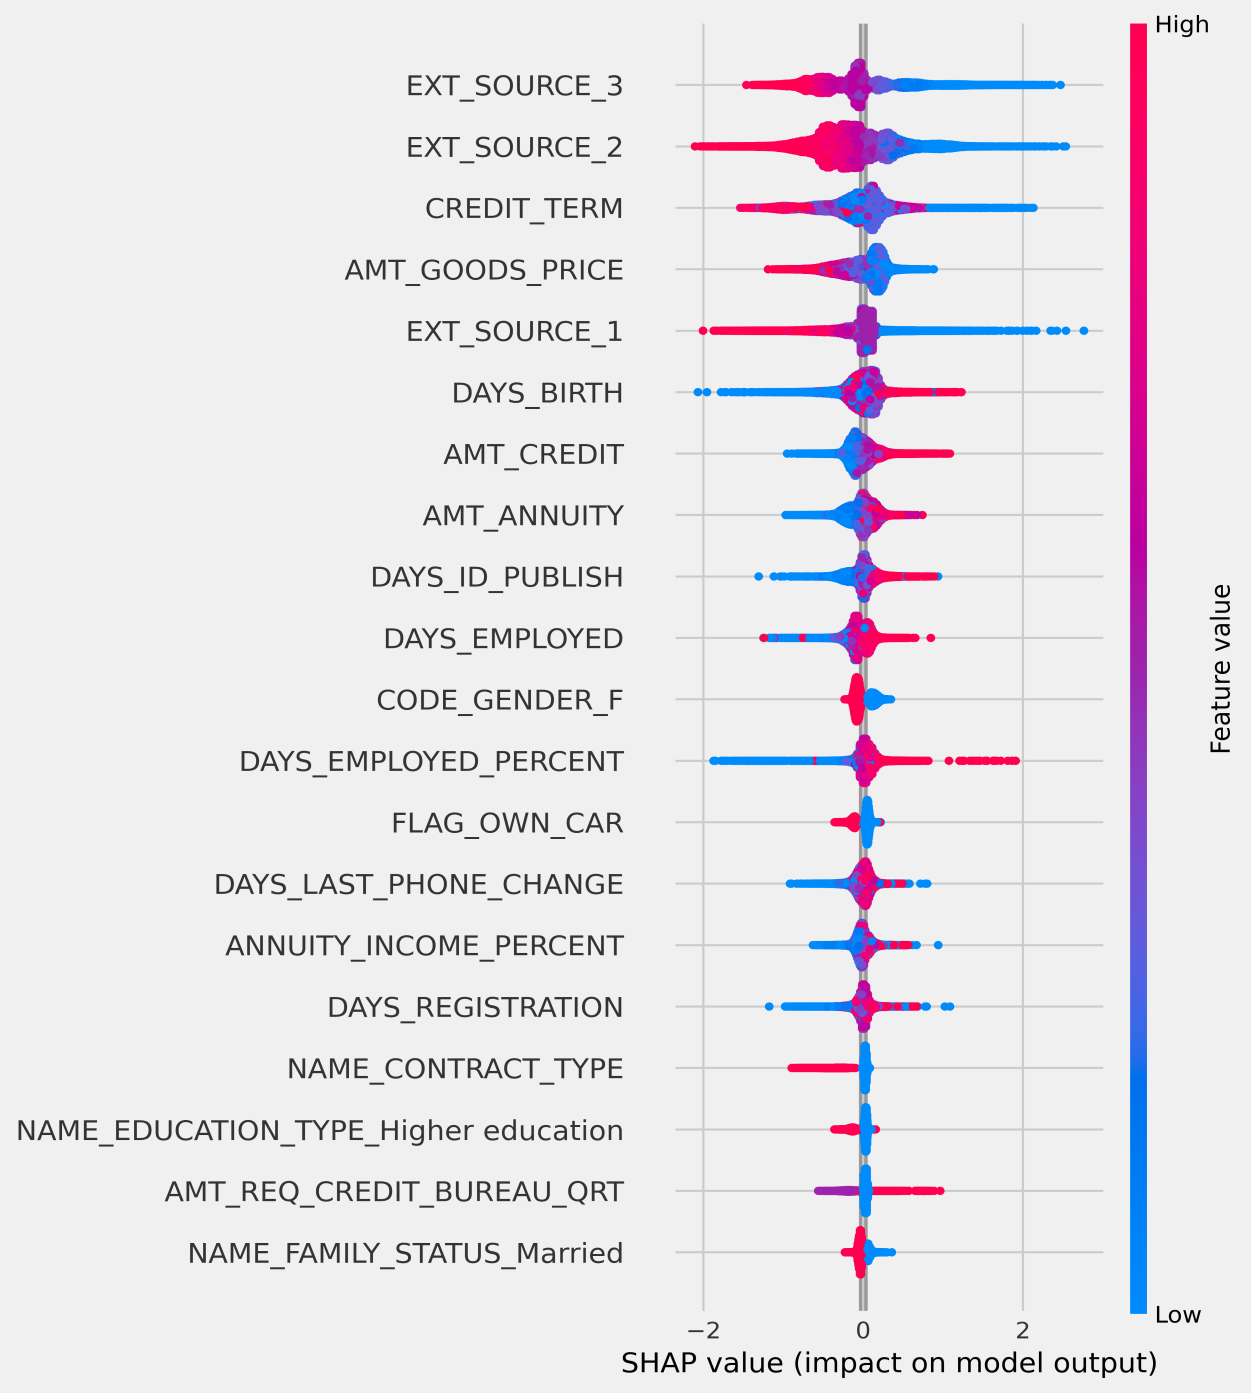 High
EXT_SOURCE_3
EXT_SOURCE_2
CREDIT_TERM
AMT_GOODS_PRICE
EXT_SOURCE_1
DAYS_BIRTH
AMT_CREDIT
AMT_ANNUITY
DAYS_ID_PUBLISH
DAYS_EMPLOYED
CODE_GENDER_F
DAYS_EMPLOYED_PERCENT
FLAG_OWN_CAR
DAYS_LAST_PHONE_CHANGE
ANNUITY_INCOME_PERCENT
DAYS_REGISTRATION
NAME_CONTRACT_TYPE
NAME_EDUCATION_TYPE_Higher education
AMT_REQ_CREDIT_BUREAU_QRT
NAME_FAMILY_STATUS_Married
Feature value
Low
−2 0 2
SHAP value (impact on model output)